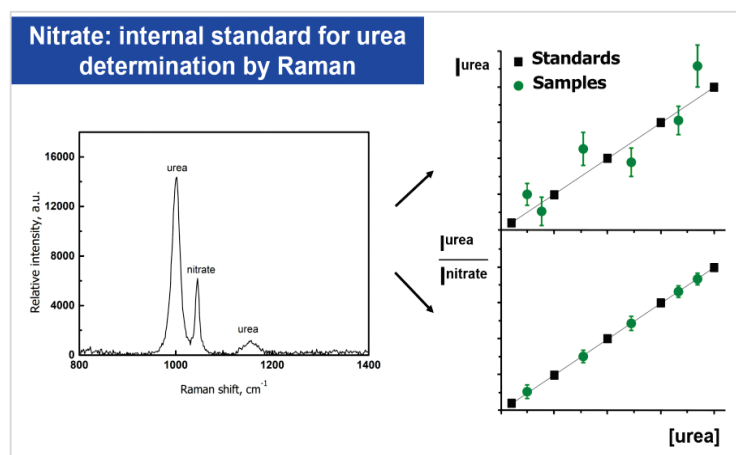 Nitrate: internal standard for urea
determination by Raman
Iurea
Standards
Samples
16000
12000
8000
4000
0
Relative intensity, a.u.
urea
nitrate
urea
800
1000
1200
1400
Raman shift, cm-1
Iurea
Initrate
[urea]